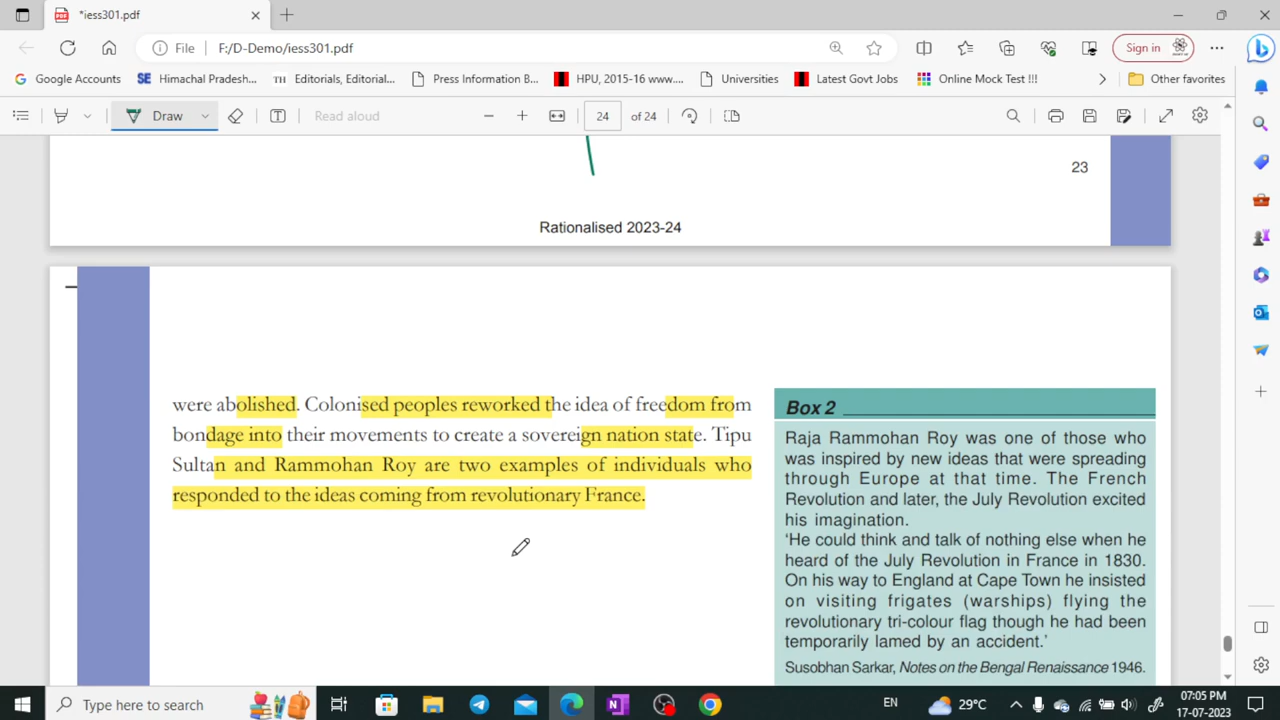 *iess301.pdf
File F:/D-Demo/iess301.pdf Sign in
Google Accounts SE Himachal Pradesh... TH Editorials, Editorial... Press Information B... HPU, 2015-16 www.... Universities Latest Govt Jobs Online Mock Test !!! Other favorites
Draw Read aloud 24 of 24
23
Rationalised 2023-24
were abolished. Colonised peoples reworked the idea of freedom from
bondage into their movements to create a sovereign nation state. Tipu
Sultan and Rammohan Roy are two examples of individuals who
responded to the ideas coming from revolutionary France.
Box 2
Raja Rammohan Roy was one of those who
was inspired by new ideas that were spreading
through Europe at that time. The French
Revolution and later, the July Revolution excited
his imagination.
‘He could think and talk of nothing else when he
heard of the July Revolution in France in 1830.
On his way to England at Cape Town he insisted
on visiting frigates (warships) flying the
revolutionary tri-colour flag though he had been
temporarily lamed by an accident.’
Susobhan Sarkar, Notes on the Bengal Renaissance 1946.
Type here to search EN 29°C 07:05 PM
17-07-2023